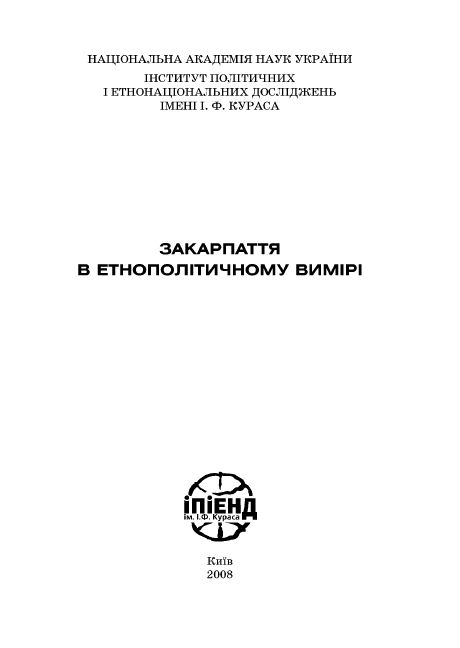 НАЦІОНАЛЬНА АКАДЕМІЯ НАУК УКРАЇНИ
ІНСТИТУТ ПОЛІТИЧНИХ
І ЕТНОНАЦІОНАЛЬНИХ ДОСЛІДЖЕНЬ
ІМЕНІ І. Ф. КУРАСА
ЗАКАРПАТТЯ
В ЕТНОПОЛІТИЧНОМУ ВИМІРІ
ІПІЕНД
ім. І.Ф. Кураса
Київ
2008